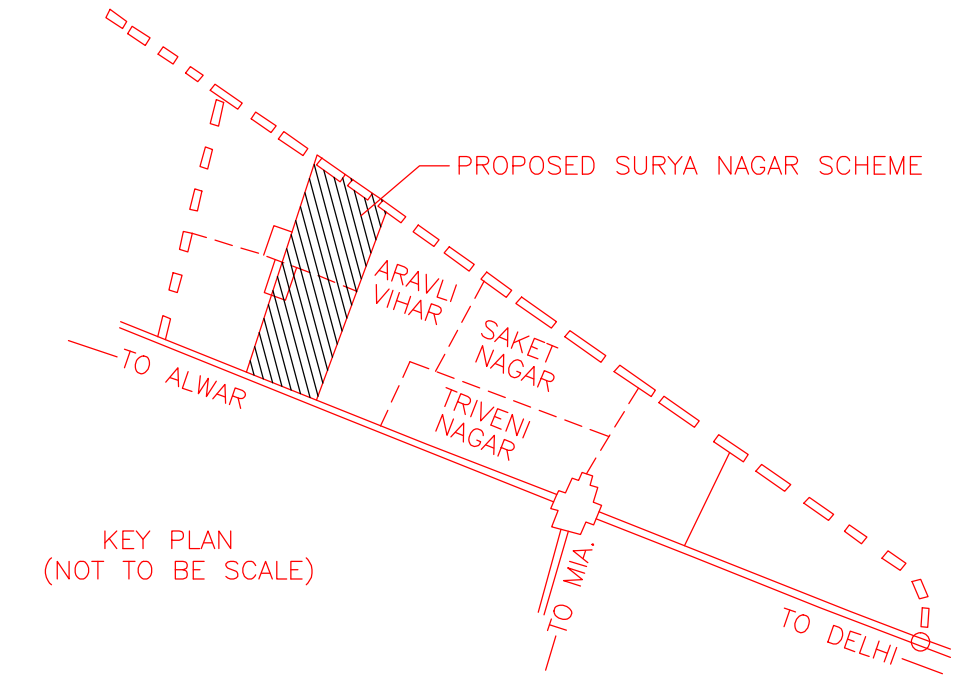 PROPOSED SURYA NAGAR SCHEME
ARAVLI
VIHAR
SAKET
NAGAR
TRIVENI
NAGAR
TO ALWAR
KEY PLAN
(NOT TO BE SCALE)
TO MIA.
TO DELHI